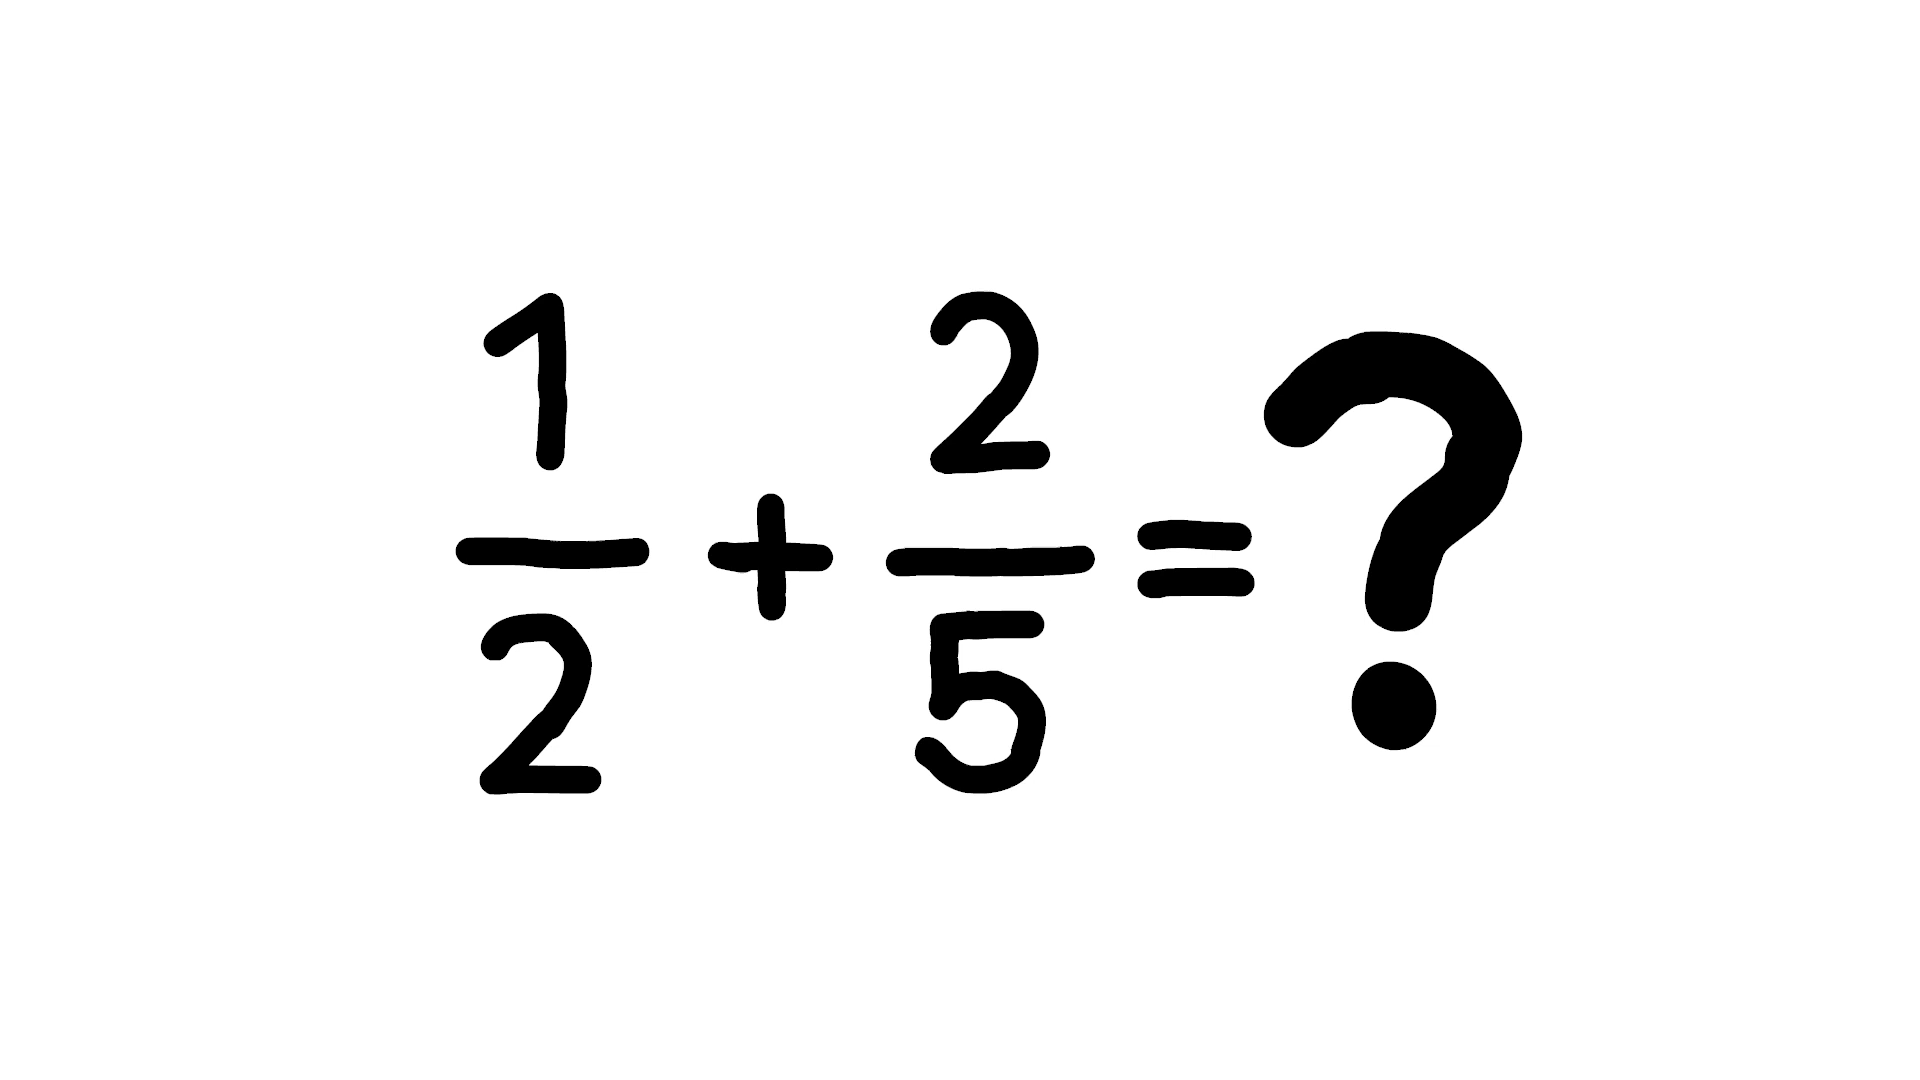 1/2 + 2/5 = ?